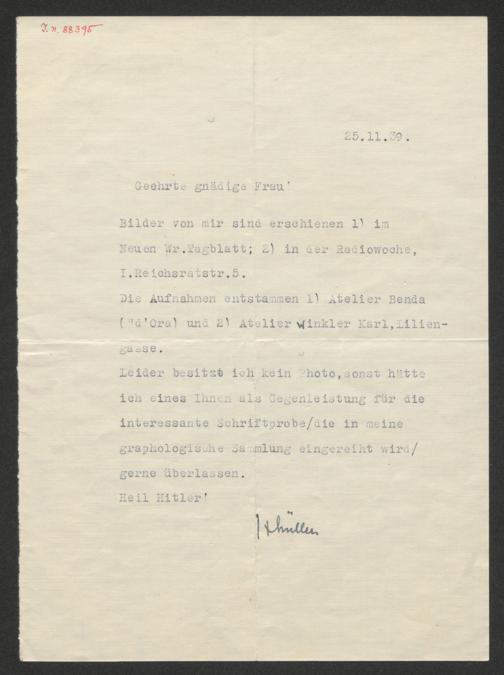 I.N. 88395
25.11.39.
Geehrte gnädige Frau!
Bilder von mir sind erschienen 1) im
Neuen Wr.Tagblatt; 2) in der Radiowoche,
I.Reichsratstr.5.
Die Aufnahmen entstammen 1) Atelier Benda
("d'Ora) und 2) Atelier Winkler Karl,Lilien-
gasse.
Leider besitze ich kein Photo,sonst hätte
ich eines Ihnen als Gegenleistung für die
interessante Schriftprobe/die in meine
graphologische Sammlung eingereiht wird/
gerne überlassen.
Heil Hitler!